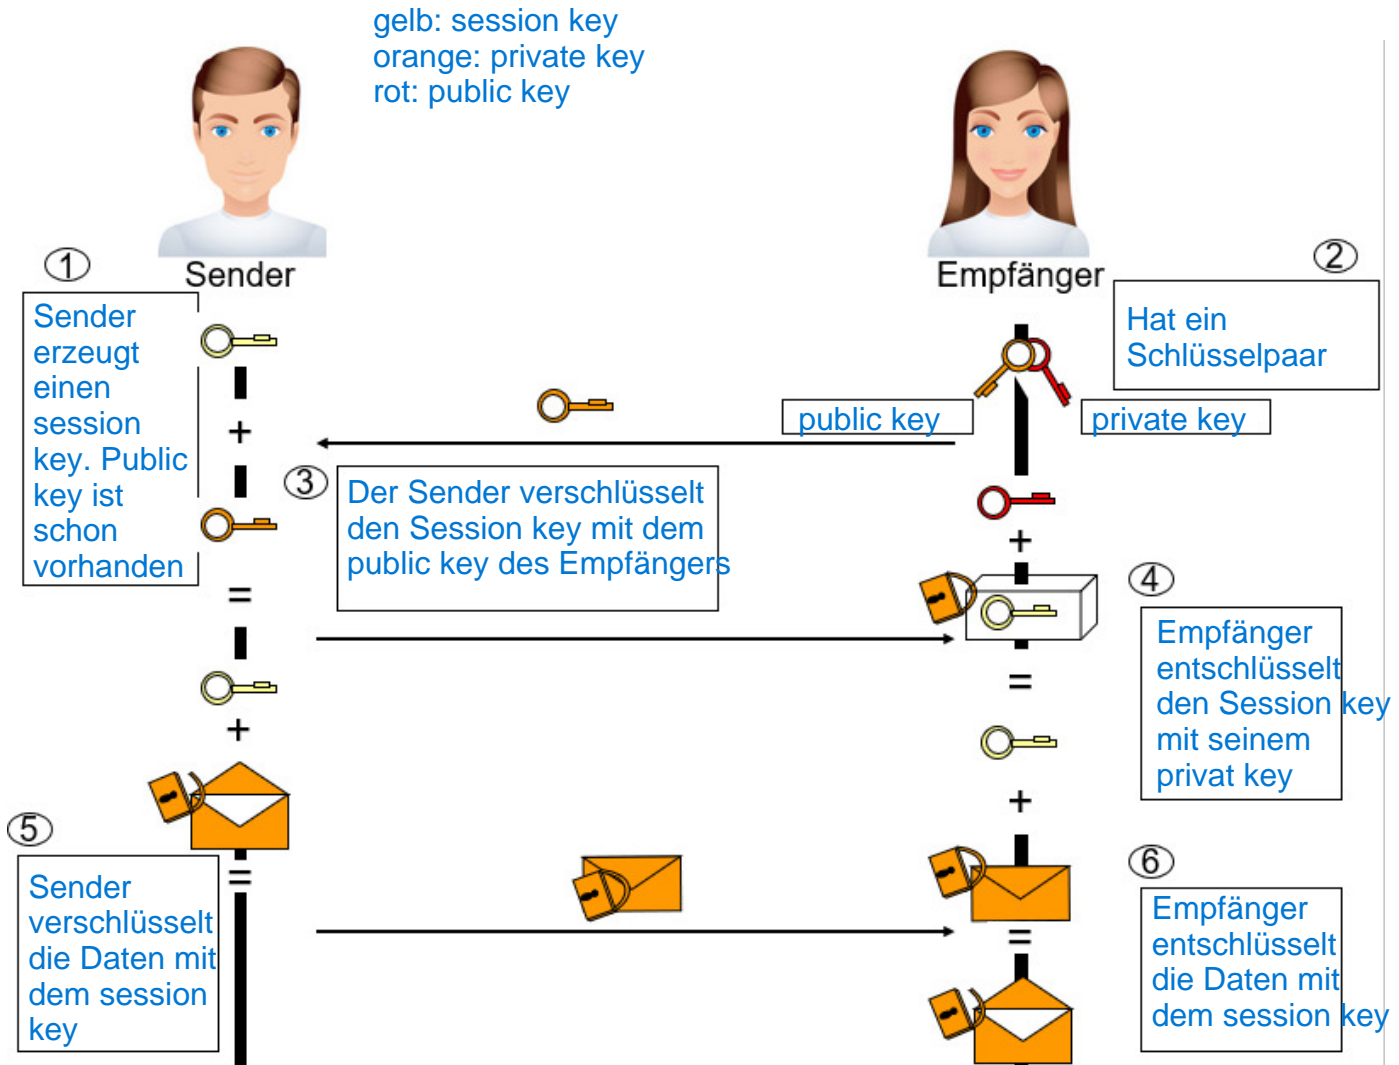 gelb: session key
orange: private key
rot: public key
Sender
Empfänger
1
Sender
erzeugt
einen
session
key. Public
key ist
schon
vorhanden
2
Hat ein
Schlüsselpaar
public key
private key
+
+
=
+
=
3
Der Sender verschlüsselt
den Session key mit dem
public key des Empfängers
+
=
+
=
4
Empfänger
entschlüsselt
den Session key
mit seinem
privat key
5
Sender
verschlüsselt
die Daten mit
dem session
key
6
Empfänger
entschlüsselt
die Daten mit
dem session key